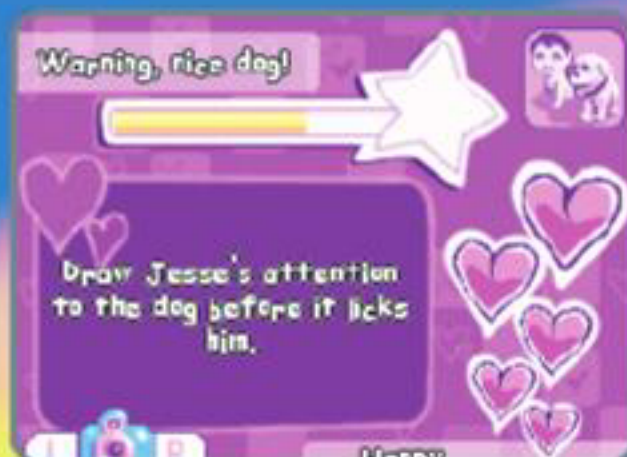 Warning, nice dog!
Draw Jesse's attention
to the dog before it licks
him.
L R